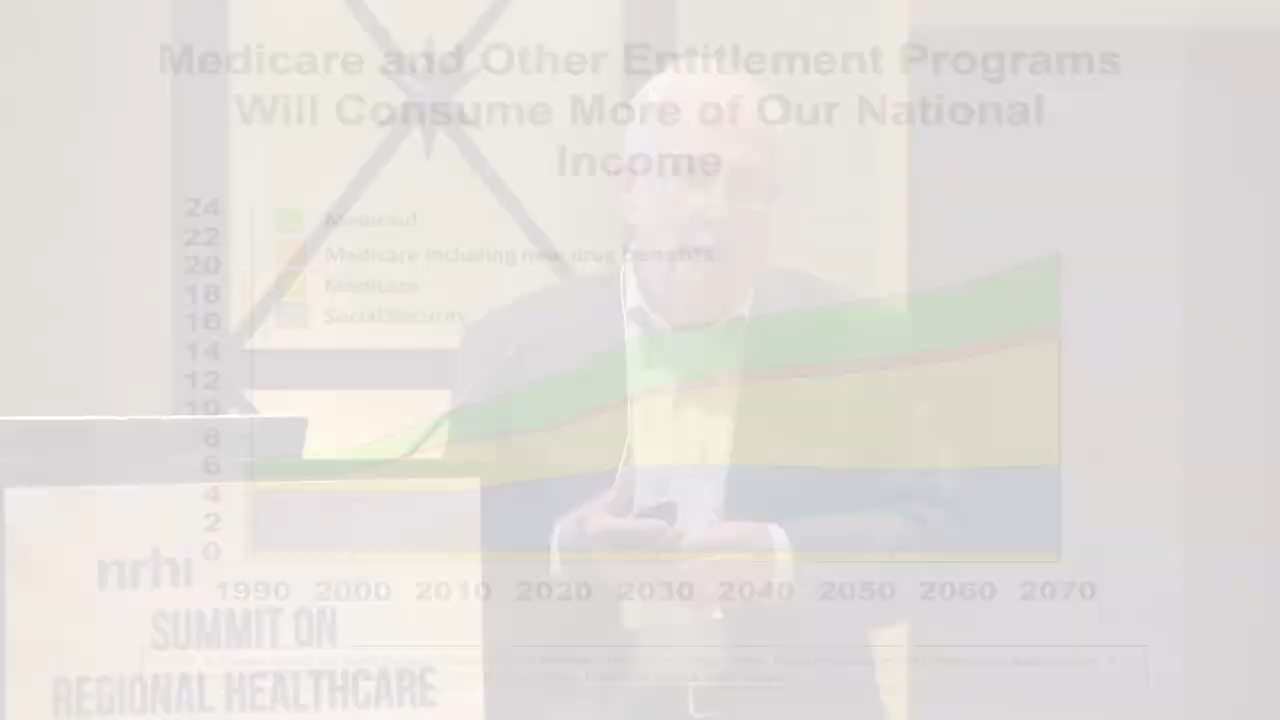 Medicare and Other Entitlement Programs
Will Consume More of Our National
Income
24
22
20
18
16
14
12
10
8
6
4
2
0
Medicaid
Medicare including new drug benefits
Medicare
Social Security
1990 2000 2010 2020 2030 2040 2050 2060 2070
nrhi
SUMMIT ON
REGIONAL HEALTHCARE